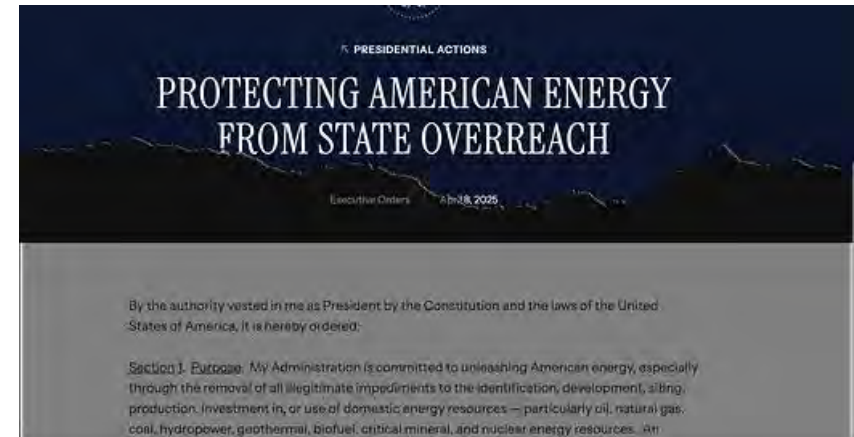 PRESIDENTIAL ACTIONS
PROTECTING AMERICAN ENERGY
FROM STATE OVERREACH
Executive Orders April 8, 2025
By the authority vested in me as President by the Constitution and the laws of the United
States of America, it is hereby ordered:
Section 1. Purpose. My Administration is committed to unleashing American energy, especially
through the removal of all illegitimate impediments to the identification, development, siting,
production, investment in, or use of domestic energy resources — particularly oil, natural gas,
coal, hydropower, geothermal, biofuel, critical mineral, and nuclear energy resources. An